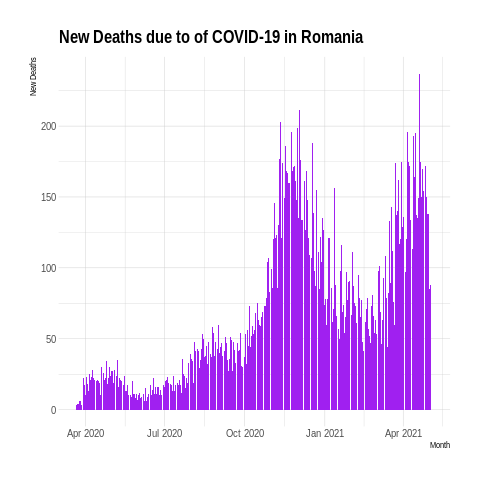 New Deaths due to of COVID-19 in Romania
New Deaths
200
150
100
50
0
Apr 2020 Jul 2020 Oct 2020 Jan 2021 Apr 2021
Month